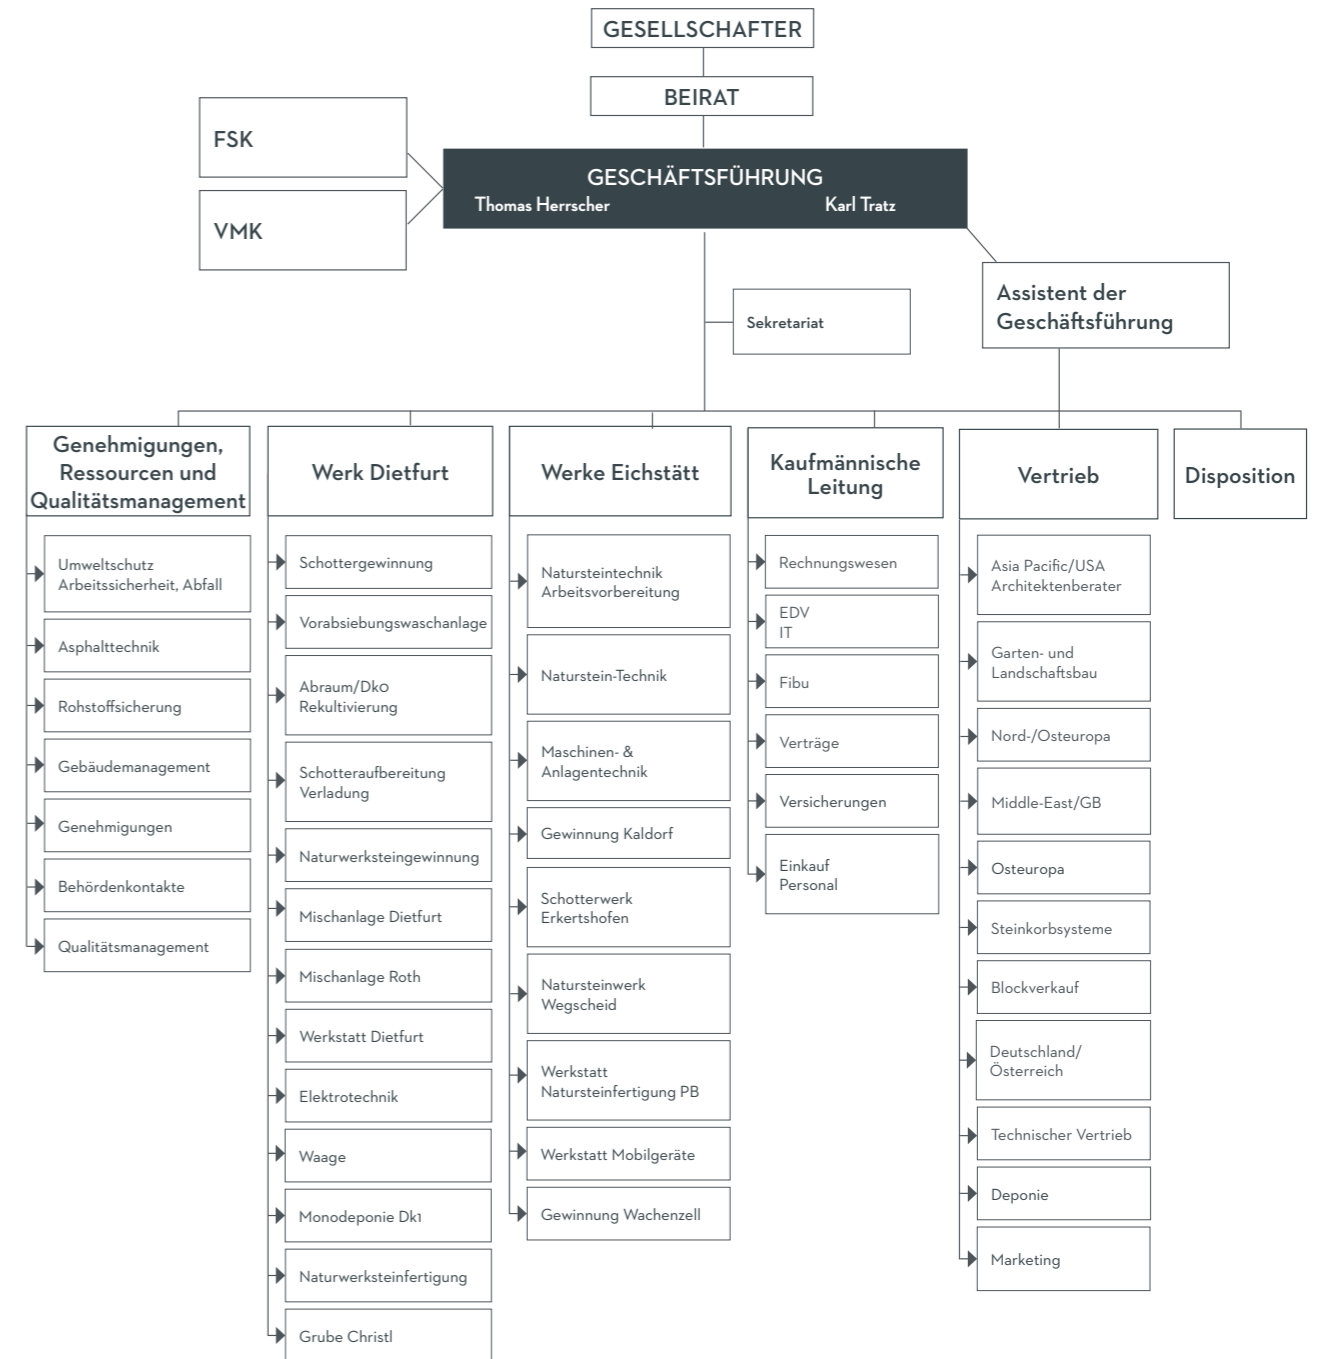 GESELLSCHAFTER
BEIRAT
FSK
VMK
GESCHÄFTSFÜHRUNG
Thomas Herrscher Karl Tratz
Assistent der
Geschäftsführung
Sekretariat
Genehmigungen,
Ressourcen und
Qualitätsmanagement
Umweltschutz
Arbeitssicherheit, Abfall
Asphalttechnik
Rohstoffsicherung
Gebäudemanagement
Genehmigungen
Behördenkontakte
Qualitätsmanagement
Werk Dietfurt
Schottergewinnung
Vorabsiebungswaschanlage
Abraum/Dk0
Rekultivierung
Schotteraufbereitung
Verladung
Naturwerksteingewinnung
Mischanlage Dietfurt
Mischanlage Roth
Werkstatt Dietfurt
Elektrotechnik
Waage
Monodeponie Dk1
Naturwerksteinfertigung
Grube Christl
Werke Eichstätt
Natursteintechnik
Arbeitsvorbereitung
Naturstein-Technik
Maschinen- &
Anlagentechnik
Gewinnung Kaldorf
Schotterwerk
Erkertshofen
Natursteinwerk
Wegscheid
Werkstatt
Natursteinfertigung PB
Werkstatt Mobilgeräte
Gewinnung Wachenzell
Kaufmännische
Leitung
Rechnungswesen
EDV
IT
Fibu
Verträge
Versicherungen
Einkauf
Personal
Vertrieb
Asia Pacific/USA
Architektenberater
Garten- und
Landschaftsbau
Nord-/Osteuropa
Middle-East/GB
Osteuropa
Steinkorbsysteme
Blockverkauf
Deutschland/
Österreich
Technischer Vertrieb
Deponie
Marketing
Disposition